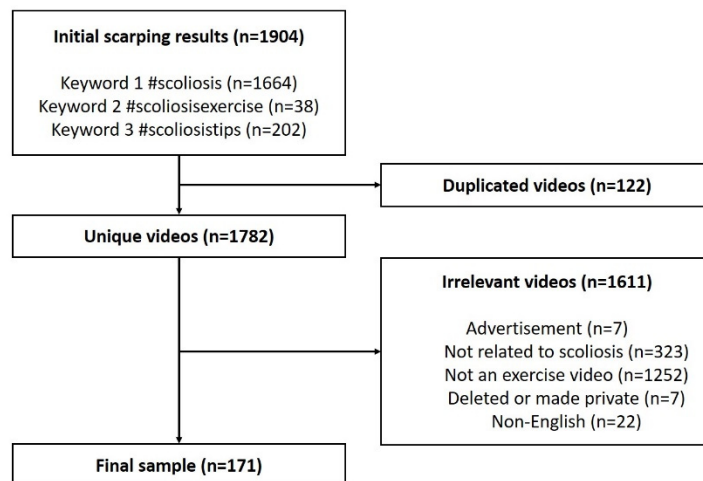 Initial scarping results (n=1904)
Keyword 1 #scoliosis (n=1664)
Keyword 2 #scoliosisexercise (n=38)
Keyword 3 #scoliosistips (n=202)
Duplicated videos (n=122)
Unique videos (n=1782)
Irrelevant videos (n=1611)
Advertisement (n=7)
Not related to scoliosis (n=323)
Not an exercise video (n=1252)
Deleted or made private (n=7)
Non-English (n=22)
Final sample (n=171)